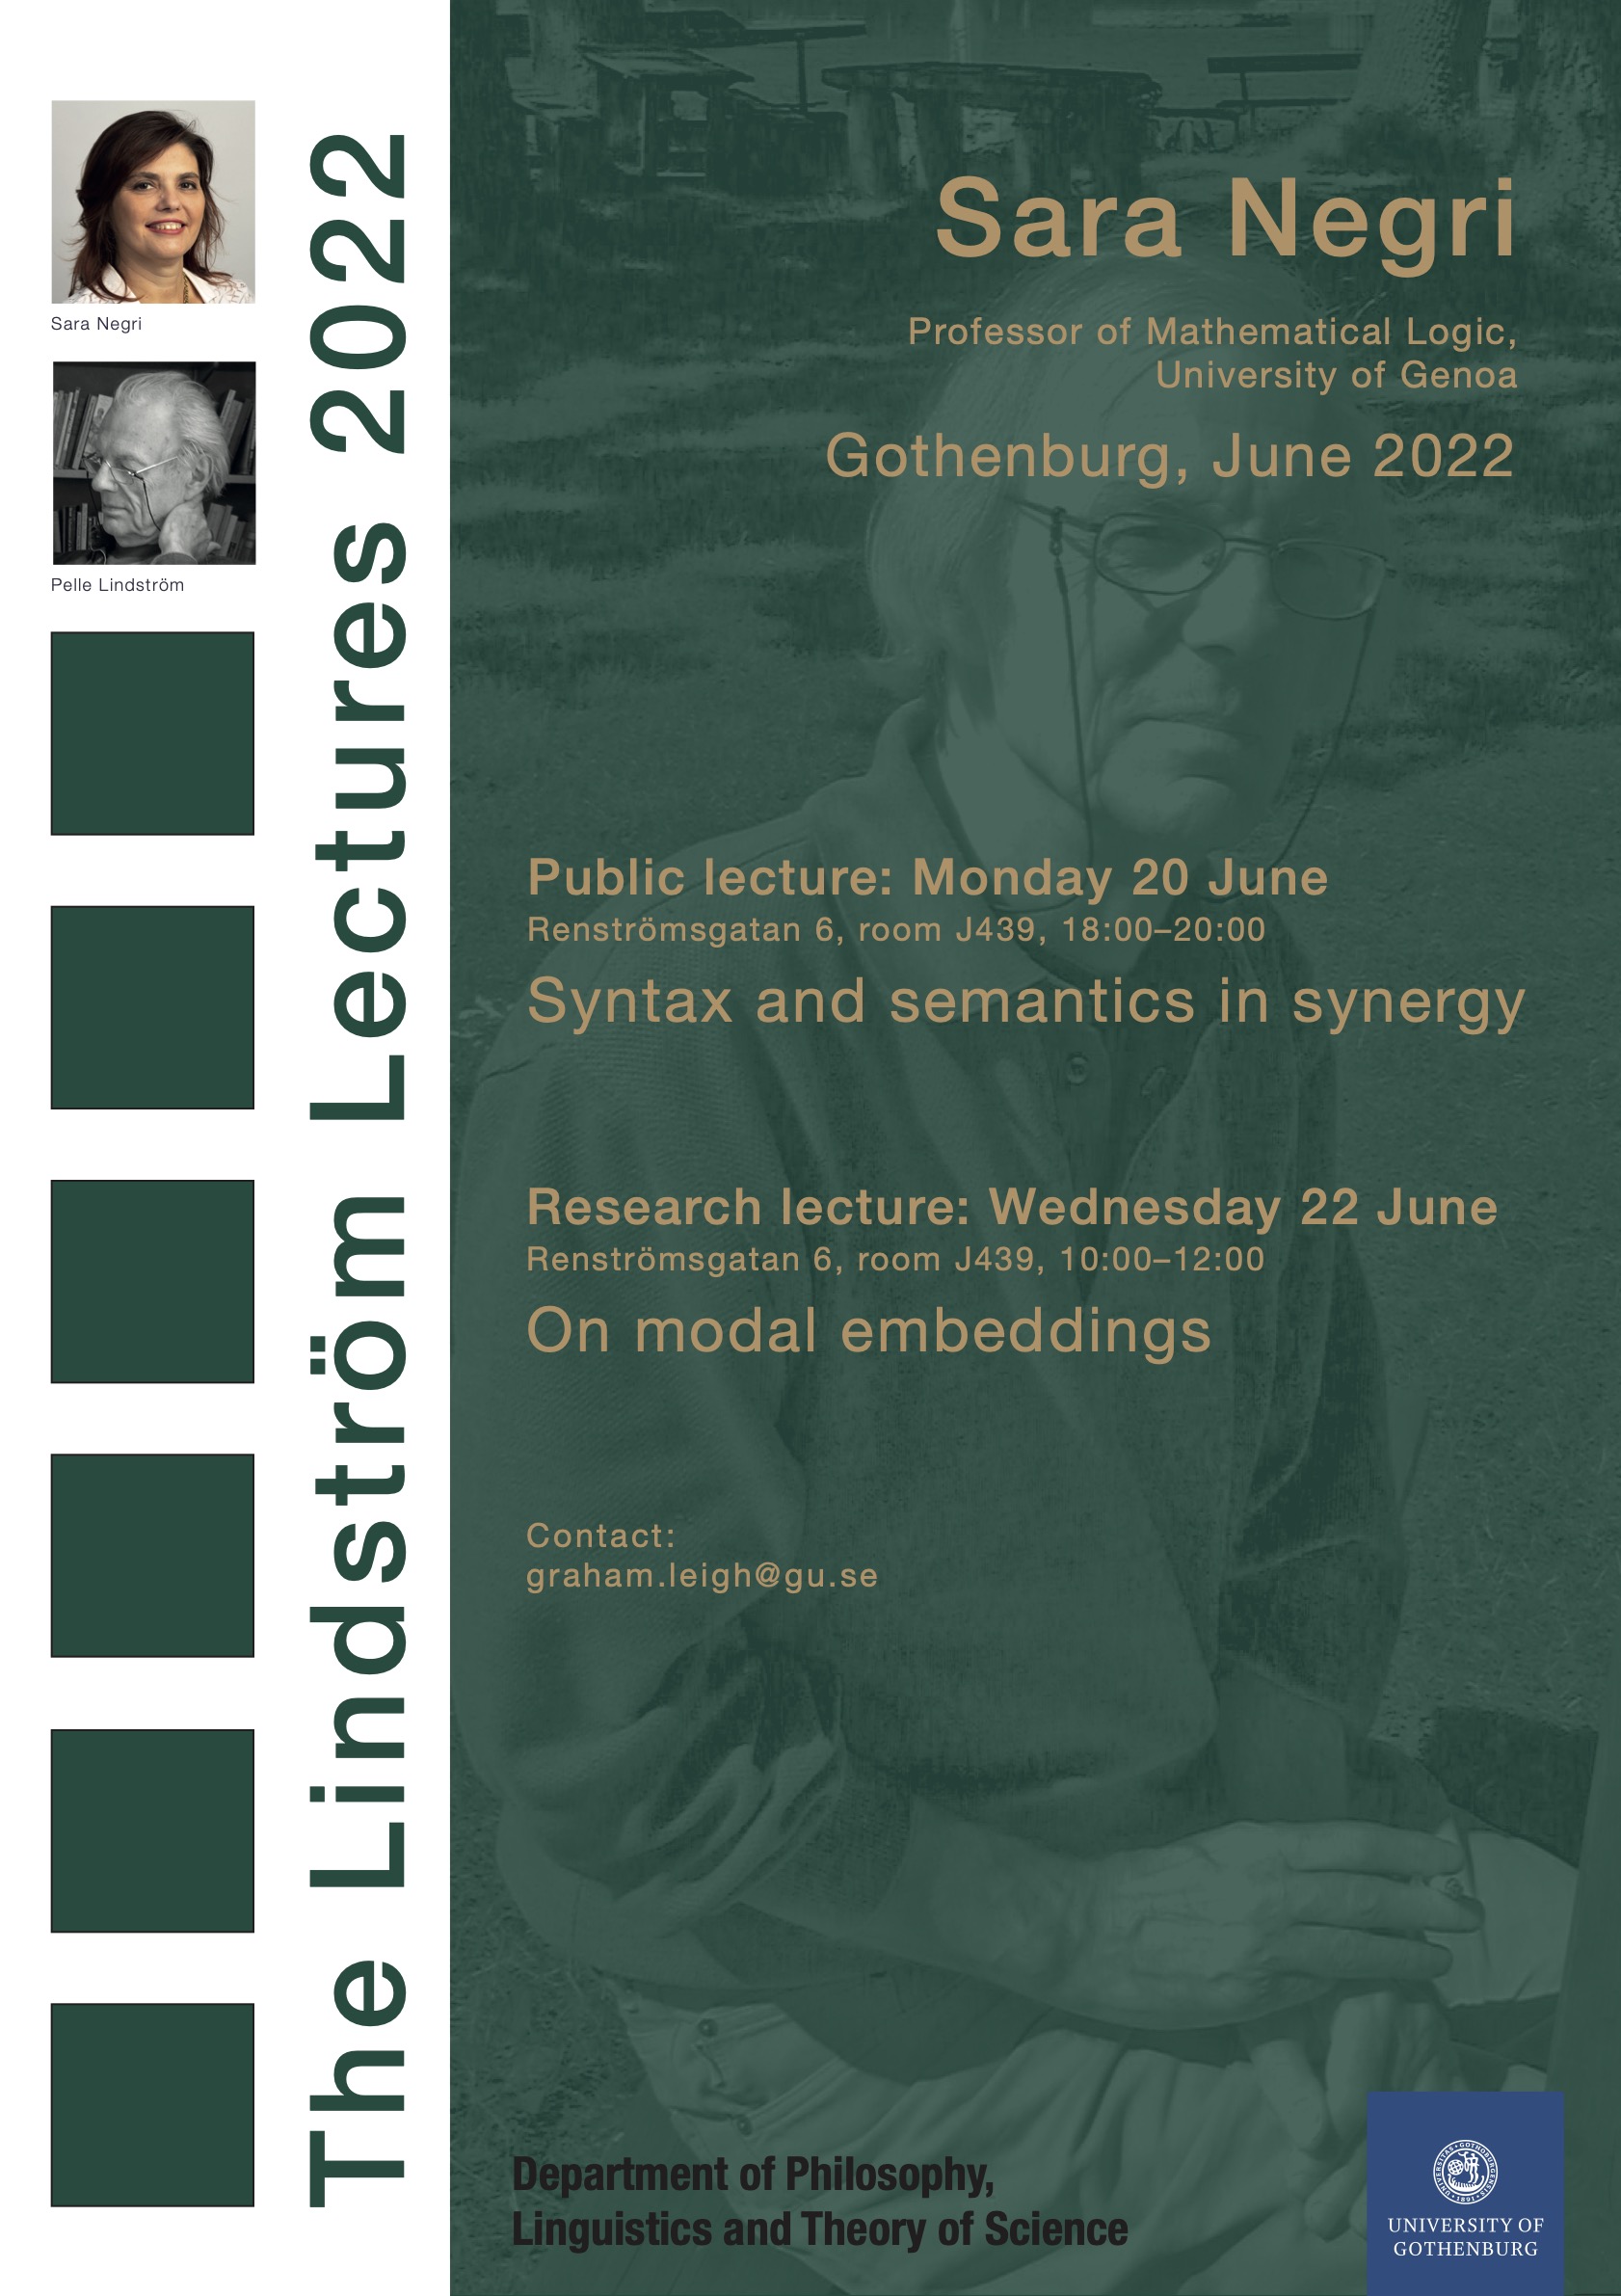 The Lindström Lectures 2022
Sara Negri
Pelle Lindström
Sara Negri
Professor of Mathematical Logic,
University of Genoa
Gothenburg, June 2022
Public lecture: Monday 20 June
Renströmsgatan 6, room J439, 18:00–20:00
Syntax and semantics in synergy
Research lecture: Wednesday 22 June
Renströmsgatan 6, room J439, 10:00–12:00
On modal embeddings
Contact:
graham.leigh@gu.se
Department of Philosophy,
Linguistics and Theory of Science
UNIVERSITY OF
GOTHENBURG